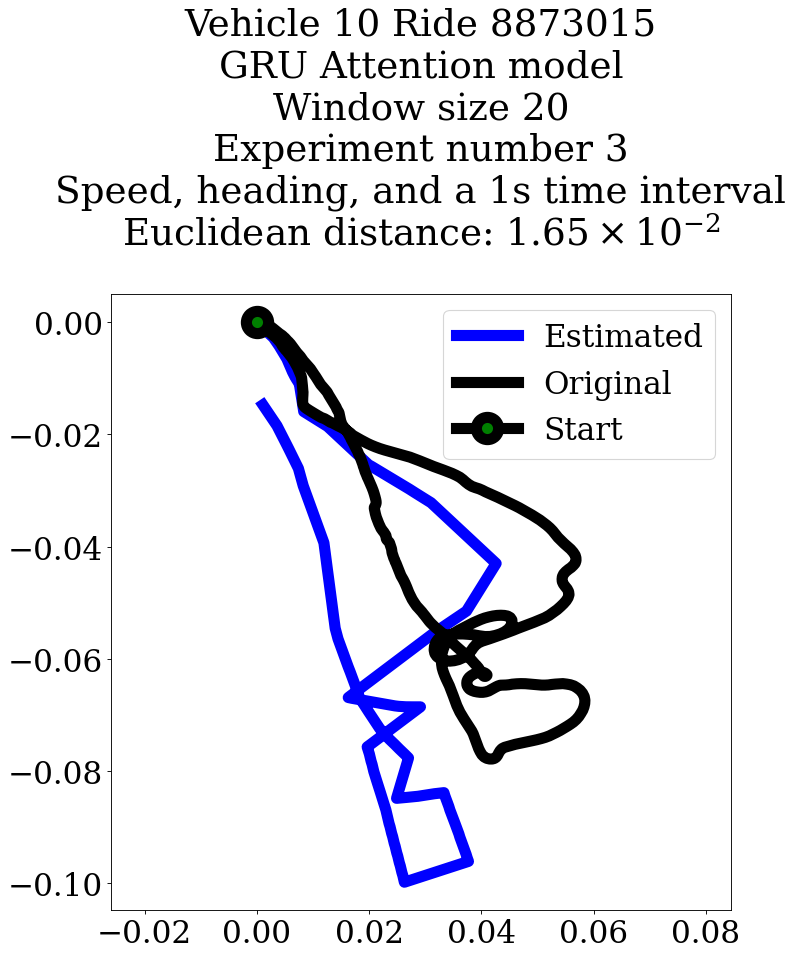 Vehicle 10 Ride 8873015
GRU Attention model
Window size 20
Experiment number 3
Speed, heading, and a 1s time interval
Euclidean distance: 1.65 × 10⁻²
Estimated
Original
Start
0.00
−0.02
−0.04
−0.06
−0.08
−0.10
−0.02 0.00 0.02 0.04 0.06 0.08